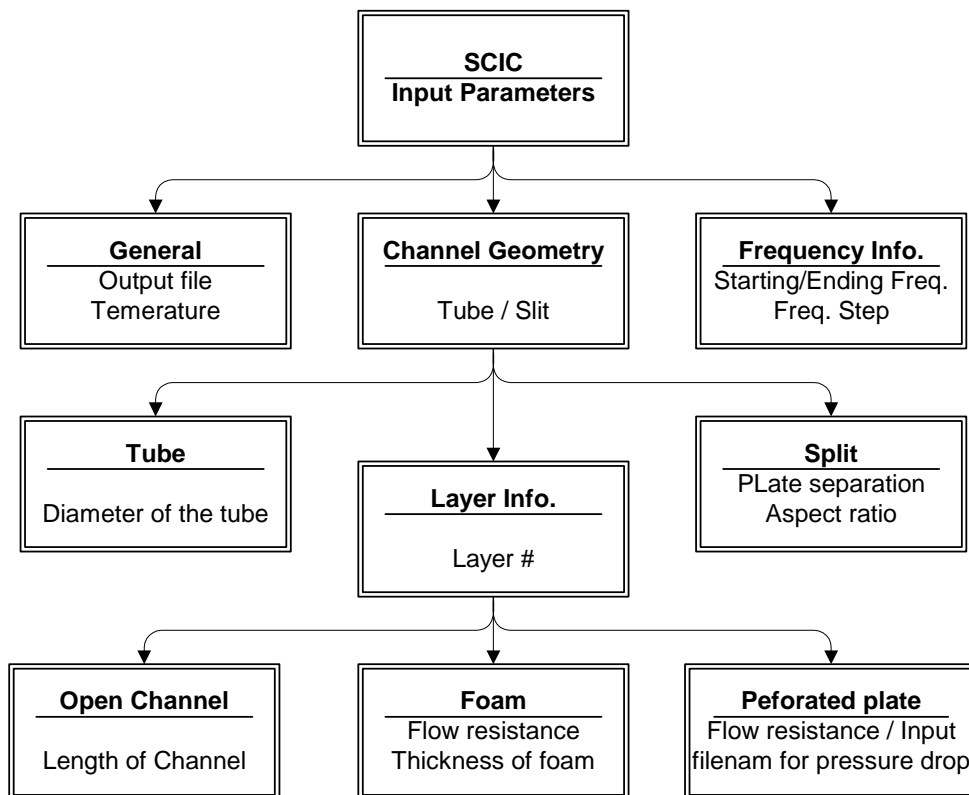 SCIC
Input Parameters
General
Output file
Temerature
Channel Geometry
Tube / Slit
Frequency Info.
Starting/Ending Freq.
Freq. Step
Tube
Diameter of the tube
Layer Info.
Layer #
Split
PLate separation
Aspect ratio
Open Channel
Length of Channel
Foam
Flow resistance
Thickness of foam
Peforated plate
Flow resistance / Input
filenam for pressure drop